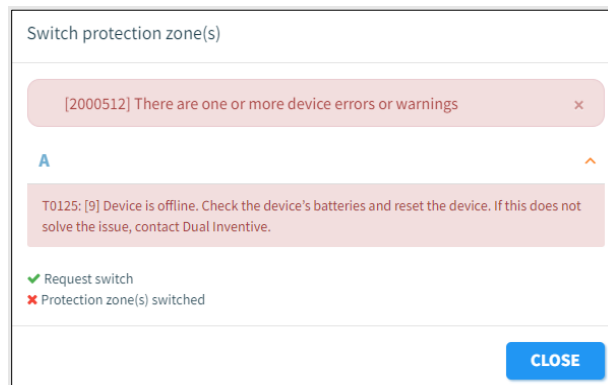 Switch protection zone(s)
[2000512] There are one or more device errors or warnings ×
A
T0125: [9] Device is offline. Check the device's batteries and reset the device. If this does not
solve the issue, contact Dual Inventive.
✔ Request switch
✖ Protection zone(s) switched
CLOSE